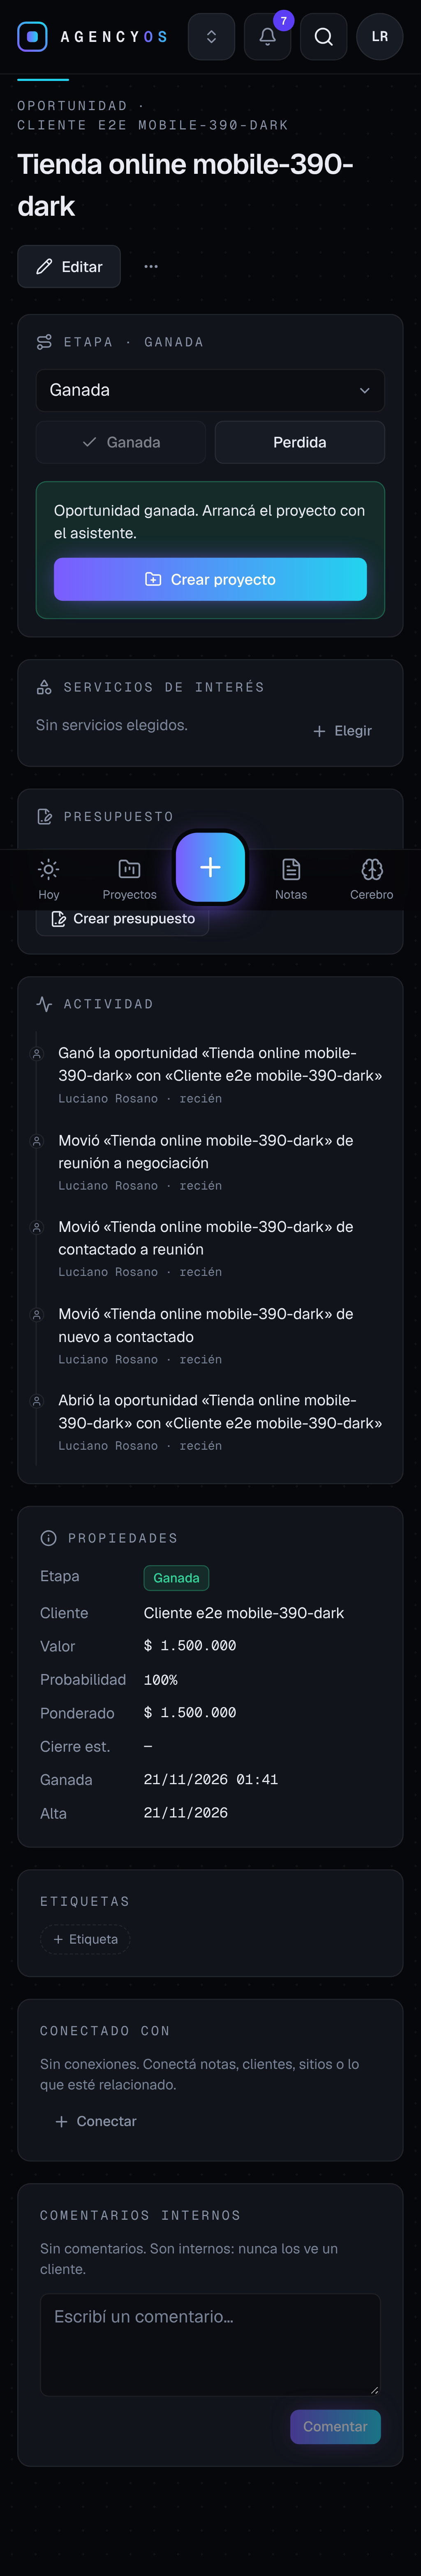 AGENCYOS
7
LR
OPORTUNIDAD ·
CLIENTE E2E MOBILE-390-DARK
Tienda online mobile-390-
dark
Editar
ETAPA · GANADA
Ganada
Ganada
Perdida
Oportunidad ganada. Arrancá el proyecto con
el asistente.
Crear proyecto
SERVICIOS DE INTERÉS
Sin servicios elegidos.
Elegir
PRESUPUESTO
Hoy
Proyectos
Notas
Cerebro
Crear presupuesto
ACTIVIDAD
Ganó la oportunidad «Tienda online mobile-
390-dark» con «Cliente e2e mobile-390-dark»
Luciano Rosano · recién
Movió «Tienda online mobile-390-dark» de
reunión a negociación
Luciano Rosano · recién
Movió «Tienda online mobile-390-dark» de
contactado a reunión
Luciano Rosano · recién
Movió «Tienda online mobile-390-dark» de
nuevo a contactado
Luciano Rosano · recién
Abrió la oportunidad «Tienda online mobile-
390-dark» con «Cliente e2e mobile-390-dark»
Luciano Rosano · recién
PROPIEDADES
Etapa Ganada
Cliente Cliente e2e mobile-390-dark
Valor $ 1.500.000
Probabilidad 100%
Ponderado $ 1.500.000
Cierre est. —
Ganada 21/11/2026 01:41
Alta 21/11/2026
ETIQUETAS
+ Etiqueta
CONECTADO CON
Sin conexiones. Conectá notas, clientes, sitios o lo
que esté relacionado.
+ Conectar
COMENTARIOS INTERNOS
Sin comentarios. Son internos: nunca los ve un
cliente.
Escribí un comentario...
Comentar